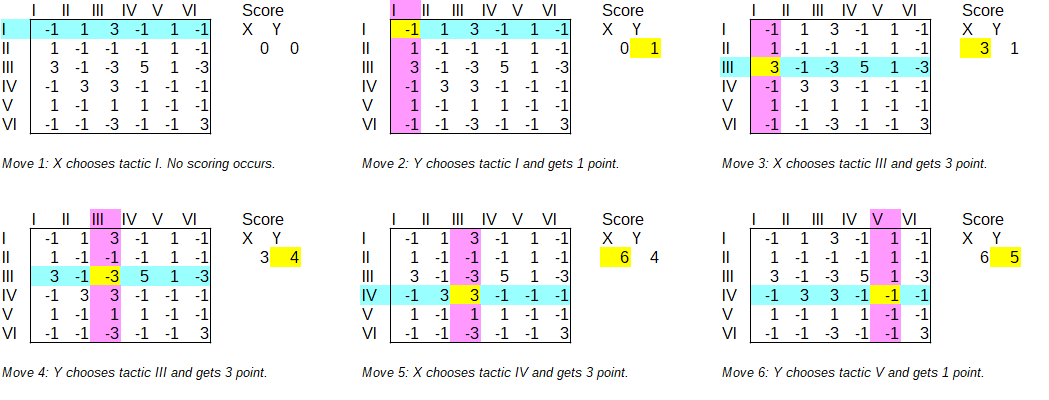 I II III IV V VI Score
I -1 1 3 -1 1 -1 X Y
II 1 -1 -1 -1 -1 -1 0 0
III 3 -1 -3 5 1 -3
IV -1 3 3 -1 -1 -1
V 1 -1 1 1 -1 -1
VI -1 -1 -3 -1 -1 3
Move 1: X chooses tactic I. No scoring occurs.
I II III IV V VI Score
I -1 1 3 -1 1 -1 X Y
II 1 -1 -1 -1 -1 -1 0 1
III 3 -1 -3 5 1 -3
IV -1 3 3 -1 -1 -1
V 1 -1 1 1 -1 -1
VI -1 -1 -3 -1 -1 3
Move 2: Y chooses tactic I and gets 1 point.
I II III IV V VI Score
I -1 1 3 -1 1 -1 X Y
II 1 -1 -1 -1 -1 -1 3 1
III 3 -1 -3 5 1 -3
IV -1 3 3 -1 -1 -1
V 1 -1 1 1 -1 -1
VI -1 -1 -3 -1 -1 3
Move 3: X chooses tactic III and gets 3 point.
I II III IV V VI Score
I -1 1 3 -1 1 -1 X Y
II 1 -1 -1 -1 -1 -1 3 4
III 3 -1 -3 5 1 -3
IV -1 3 3 -1 -1 -1
V 1 -1 1 1 -1 -1
VI -1 -1 -3 -1 -1 3
Move 4: Y chooses tactic III and gets 3 point.
I II III IV V VI Score
I -1 1 3 -1 1 -1 X Y
II 1 -1 -1 -1 -1 -1 6 4
III 3 -1 -3 5 1 -3
IV -1 3 3 -1 -1 -1
V 1 -1 1 1 -1 -1
VI -1 -1 -3 -1 -1 3
Move 5: X chooses tactic IV and gets 3 point.
I II III IV V VI Score
I -1 1 3 -1 1 -1 X Y
II 1 -1 -1 -1 -1 -1 6 5
III 3 -1 -3 5 1 -3
IV -1 3 3 -1 -1 -1
V 1 -1 1 1 -1 -1
VI -1 -1 -3 -1 -1 3
Move 6: Y chooses tactic V and gets 1 point.